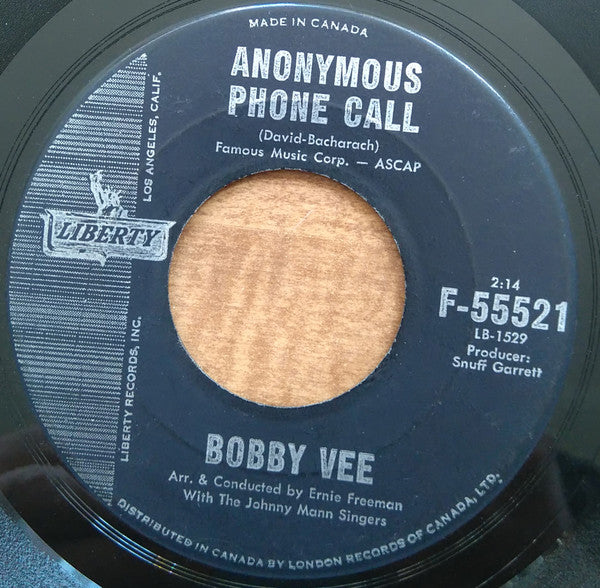 MADE IN CANADA
ANONYMOUS
PHONE CALL
(David-Bacharach)
Famous Music Corp. — ASCAP
LIBERTY RECORDS, INC.
LOS ANGELES, CALIF.
LIBERTY
2:14
F-55521
LB-1529
Producer:
Snuff Garrett
BOBBY VEE
Arr. & Conducted by Ernie Freeman
With The Johnny Mann Singers
DISTRIBUTED IN CANADA BY LONDON RECORDS OF CANADA, LTD.